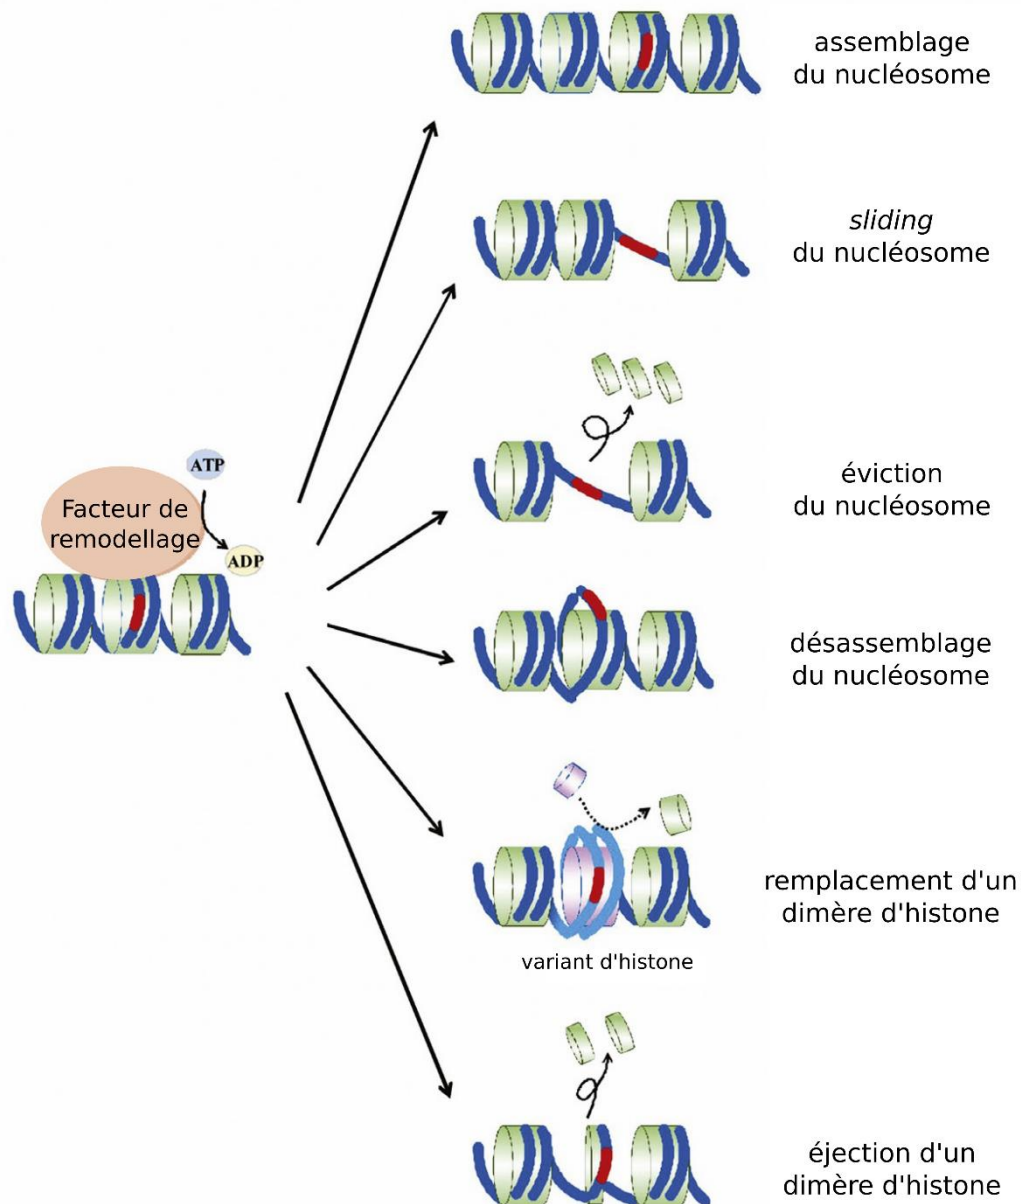 assemblage
du nucléosome
sliding
du nucléosome
éviction
du nucléosome
ATP
Facteur de
remodellage
ADP
désassemblage
du nucléosome
remplacement d'un
dimère d'histone
variant d'histone
éjection d'un
dimère d'histone